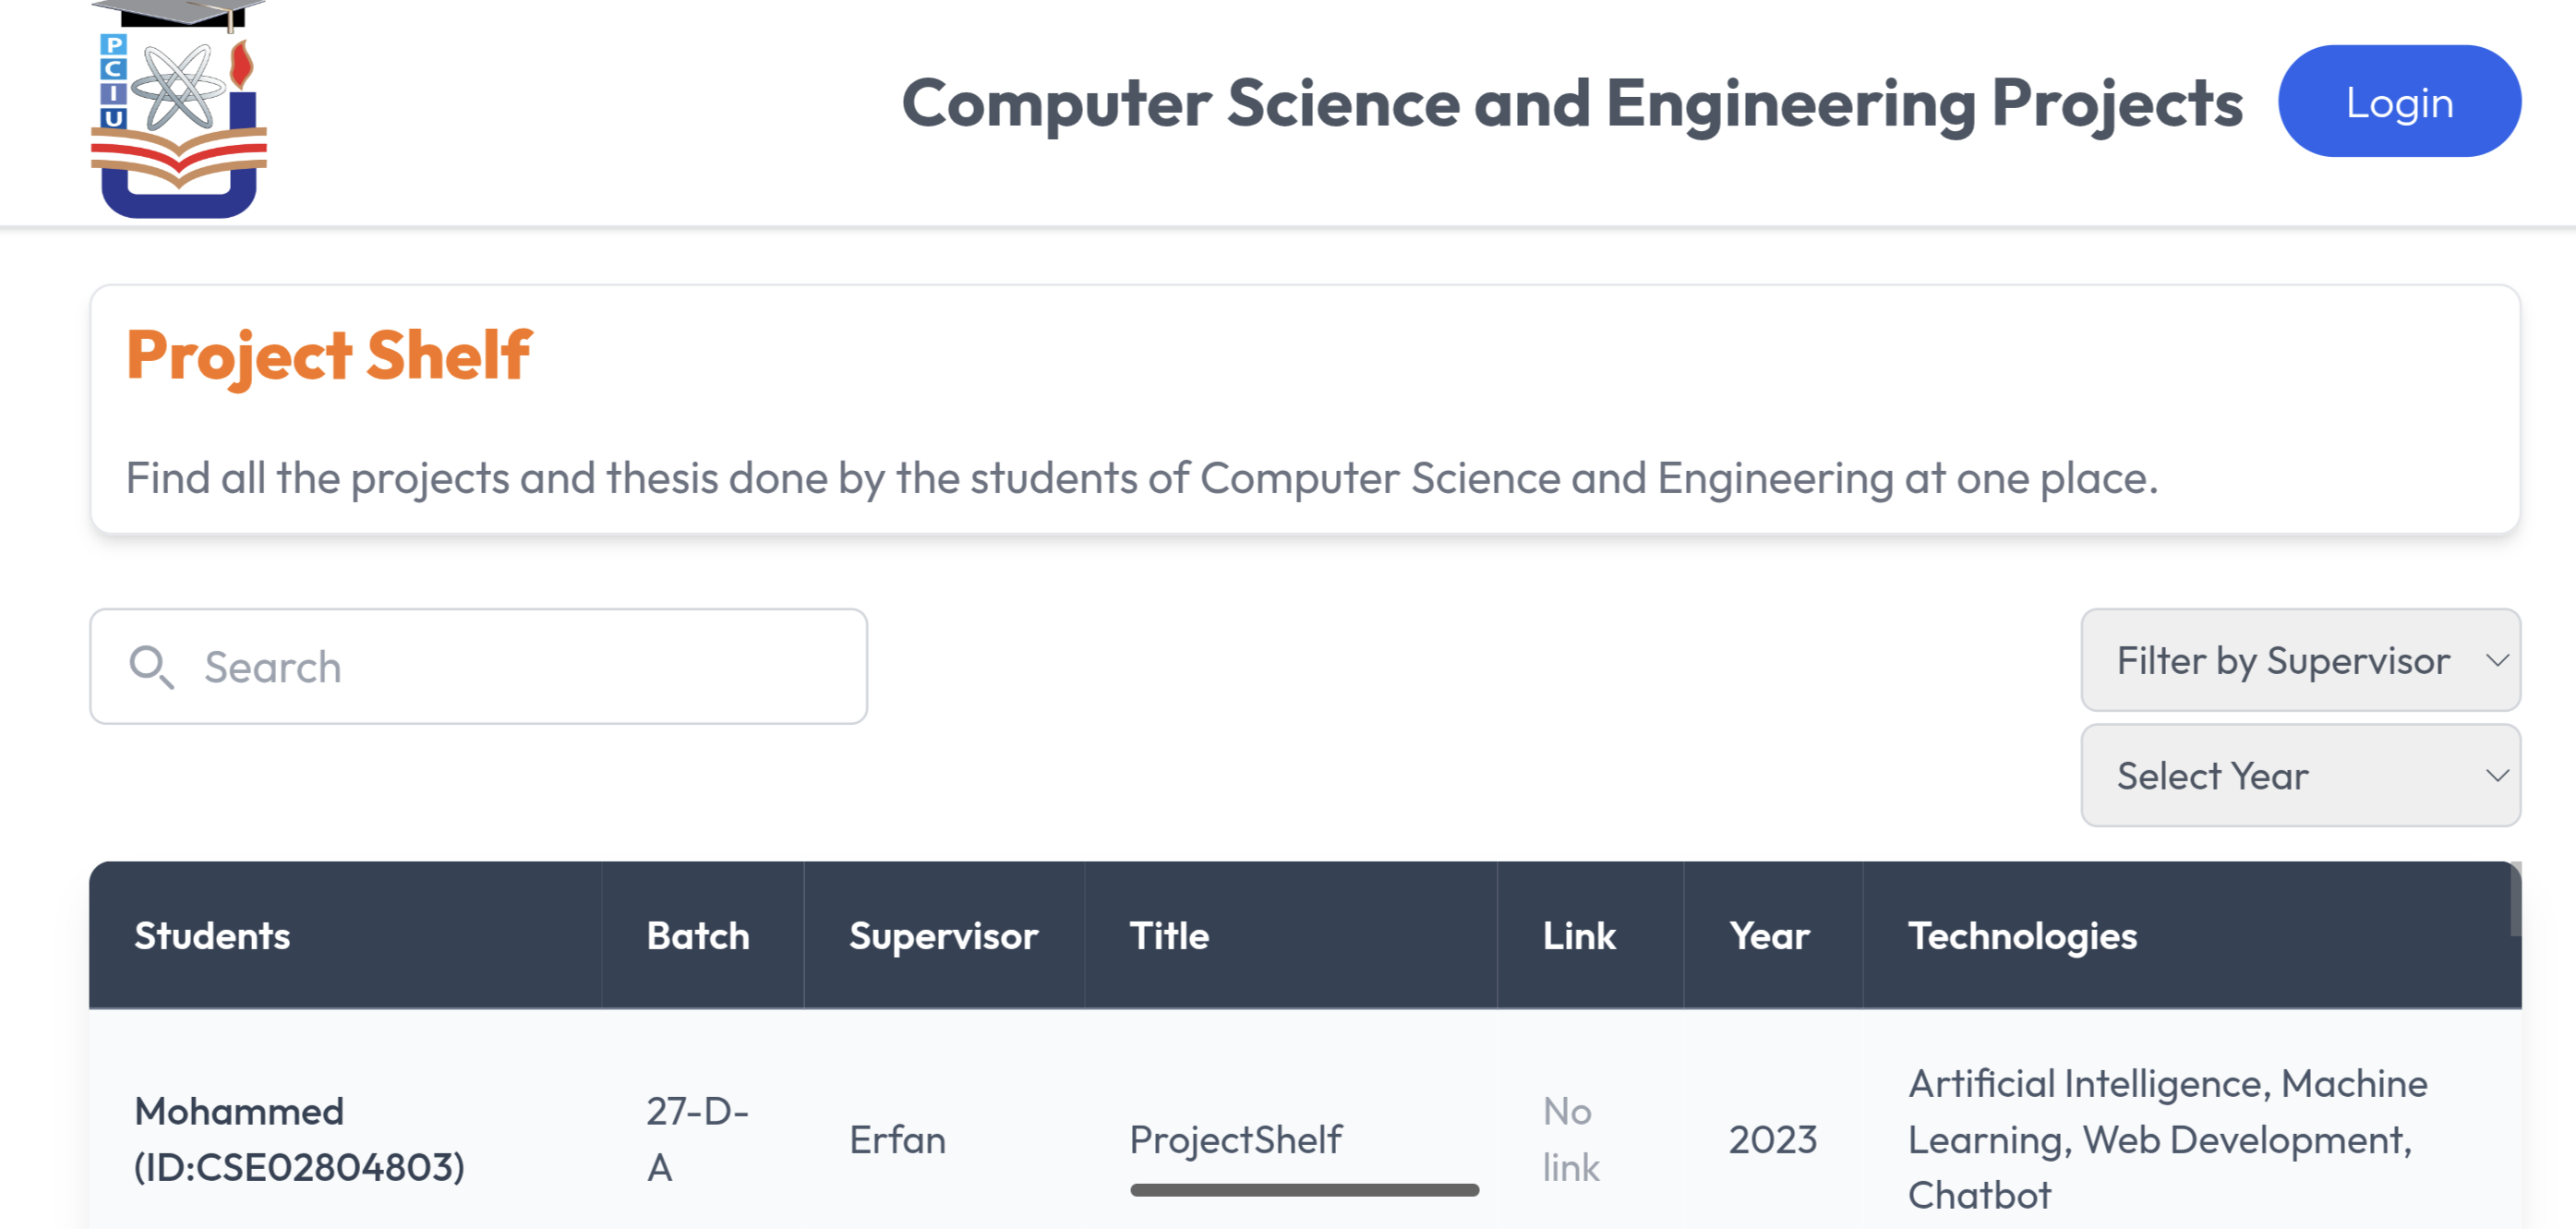 P
C
I
U
Computer Science and Engineering Projects
Login
Project Shelf
Find all the projects and thesis done by the students of Computer Science and Engineering at one place.
Search
Filter by Supervisor
Select Year
Students Batch Supervisor Title Link Year Technologies
Mohammed
(ID:CSE02804803)
27-D-
A
Erfan
ProjectShelf
No
link
2023
Artificial Intelligence, Machine
Learning, Web Development,
Chatbot